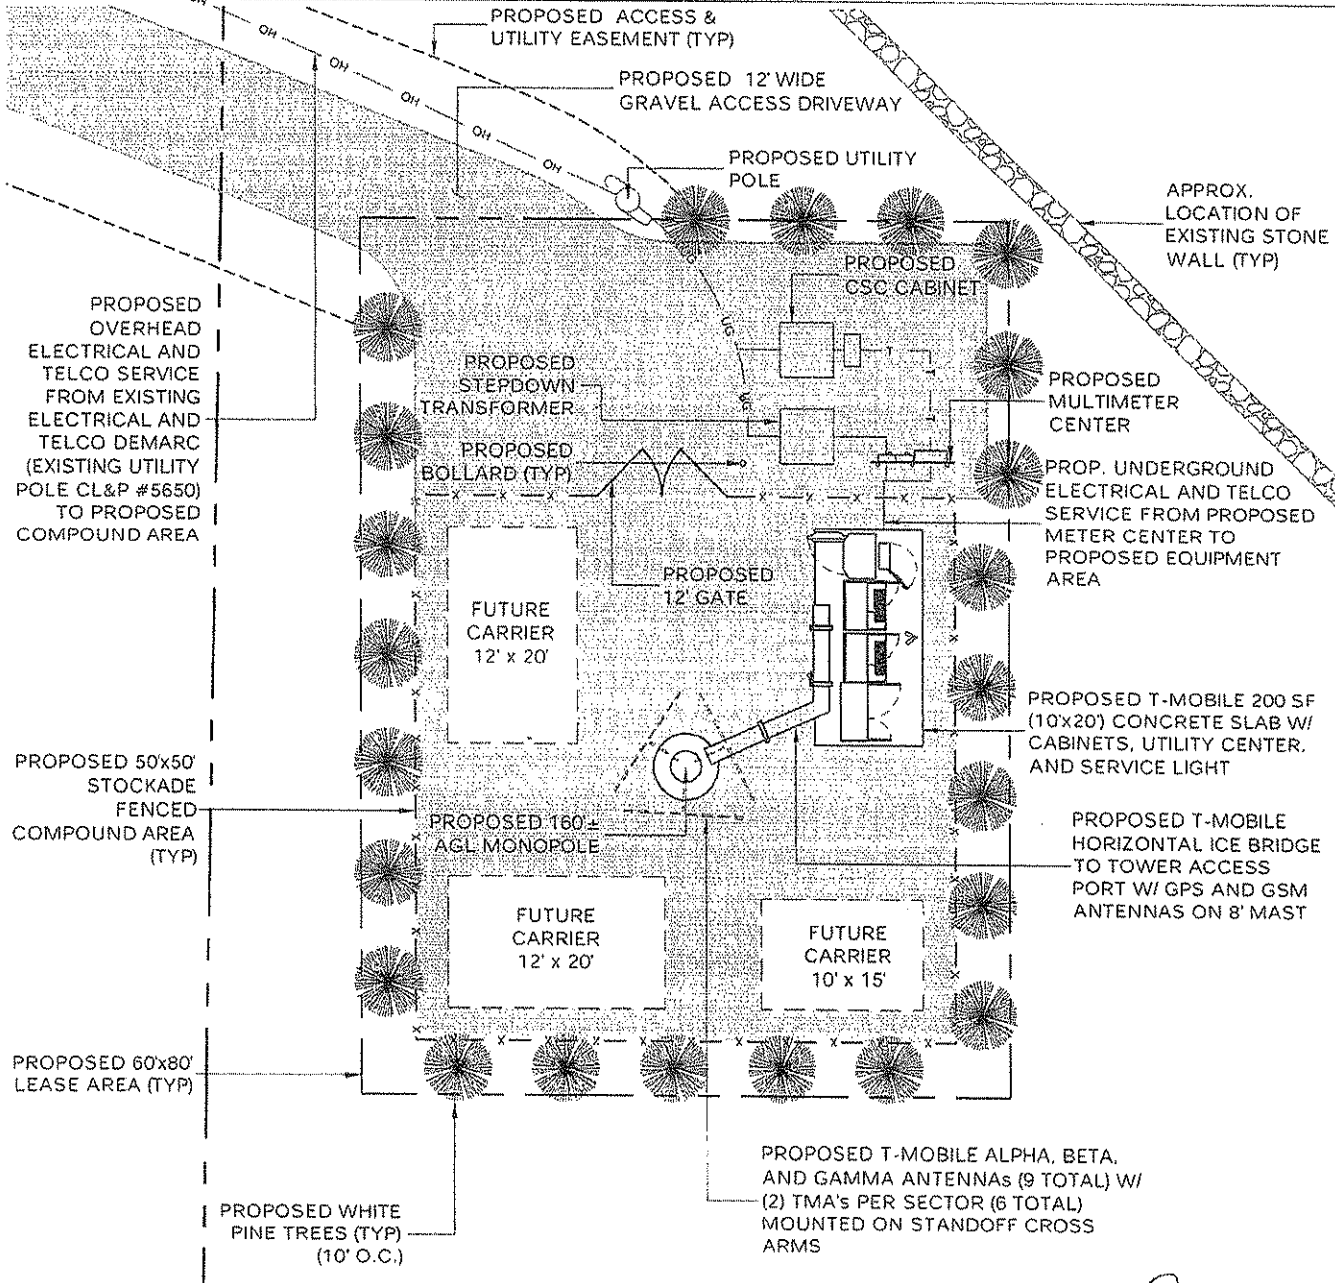 PROPOSED ACCESS &
UTILITY EASEMENT (TYP)
OH
OH
OH
OH
OH
OH
PROPOSED 12' WIDE
GRAVEL ACCESS DRIVEWAY
PROPOSED UTILITY
POLE
APPROX.
LOCATION OF
EXISTING STONE
WALL (TYP)
PROPOSED
CSC CABINET
PROPOSED
OVERHEAD
ELECTRICAL AND
TELCO SERVICE
FROM EXISTING
ELECTRICAL AND
TELCO DEMARC
(EXISTING UTILITY
POLE CL&P #5650)
TO PROPOSED
COMPOUND AREA
UG
UG
PROPOSED
STEPDOWN
TRANSFORMER
PROPOSED
MULTIMETER
CENTER
PROPOSED
BOLLARD (TYP)
PROP. UNDERGROUND
ELECTRICAL AND TELCO
SERVICE FROM PROPOSED
METER CENTER TO
PROPOSED EQUIPMENT
AREA
PROPOSED
12' GATE
FUTURE
CARRIER
12' x 20'
PROPOSED T-MOBILE 200 SF
(10'x20') CONCRETE SLAB W/
CABINETS, UTILITY CENTER,
AND SERVICE LIGHT
PROPOSED 50'x50'
STOCKADE
FENCED
COMPOUND AREA
(TYP)
PROPOSED 160'±
AGL MONOPOLE
PROPOSED T-MOBILE
HORIZONTAL ICE BRIDGE
TO TOWER ACCESS
PORT W/ GPS AND GSM
ANTENNAS ON 8' MAST
FUTURE
CARRIER
12' x 20'
FUTURE
CARRIER
10' x 15'
PROPOSED 60'x80'
LEASE AREA (TYP)
PROPOSED T-MOBILE ALPHA, BETA,
AND GAMMA ANTENNAs (9 TOTAL) W/
(2) TMA's PER SECTOR (6 TOTAL)
MOUNTED ON STANDOFF CROSS
ARMS
PROPOSED WHITE
PINE TREES (TYP)
(10' O.C.)